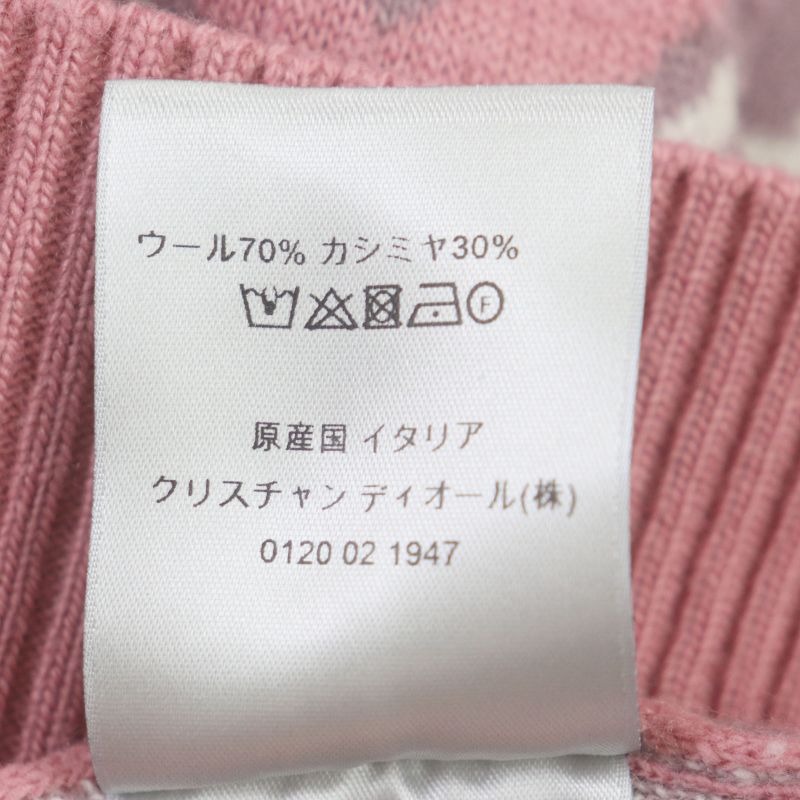 ウール70% カシミヤ30%
F
原産国 イタリア
クリスチャン ディオール(株)
0120 02 1947